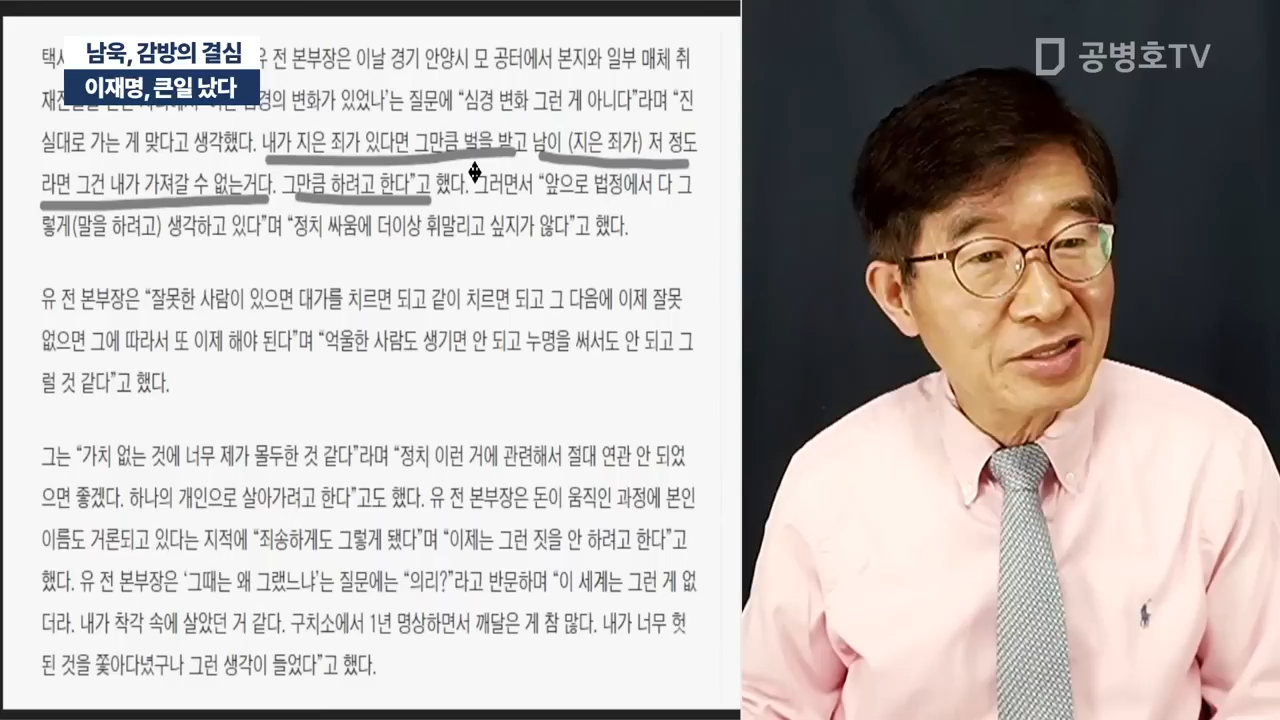 남욱, 감방의 결심
이재명, 큰일 났다
공병호TV
택시 유 전 본부장은 이날 경기 안양시 모 공터에서 본지와 일부 매체 취
변화가 있었나’는 질문에 “심경 변화 그런 게 아니다”라며 “진
실대로 가는 게 맞다고 생각했다. 내가 지은 죄가 있다면 그만큼 벌을 받고 남이 (지은 죄가) 저 정도
라면 그건 내가 가져갈 수 없는거다. 그만큼 하려고 한다”고 했다. 그러면서 “앞으로 법정에서 다 그
렇게(말을 하려고) 생각하고 있다”며 “정치 싸움에 더이상 휘말리고 싶지가 않다”고 했다.
유 전 본부장은 “잘못한 사람이 있으면 대가를 치르면 되고 같이 치르면 되고 그 다음에 이제 잘못
없으면 그에 따라서 또 이제 해야 된다”며 “억울한 사람도 생기면 안 되고 누명을 써서도 안 되고 그
럴 것 같다”고 했다.
그는 “가치 없는 것에 너무 제가 몰두한 것 같다”라며 “정치 이런 거에 관련해서 절대 연관 안 되었
으면 좋겠다. 하나의 개인으로 살아가려고 한다”고도 했다. 유 전 본부장은 돈이 움직인 과정에 본인
이름도 거론되고 있다는 지적에 “죄송하게도 그렇게 됐다”며 “이제는 그런 짓을 안 하려고 한다”고
했다. 유 전 본부장은 ‘그때는 왜 그랬느냐’는 질문에는 “의리?”라고 반문하며 “이 세계는 그런 게 없
더라. 내가 착각 속에 살았던 거 같다. 구치소에서 1년 명상하면서 깨달은 게 참 많다. 내가 너무 헛
된 것을 쫓아다녔구나 그런 생각이 들었다”고 했다.